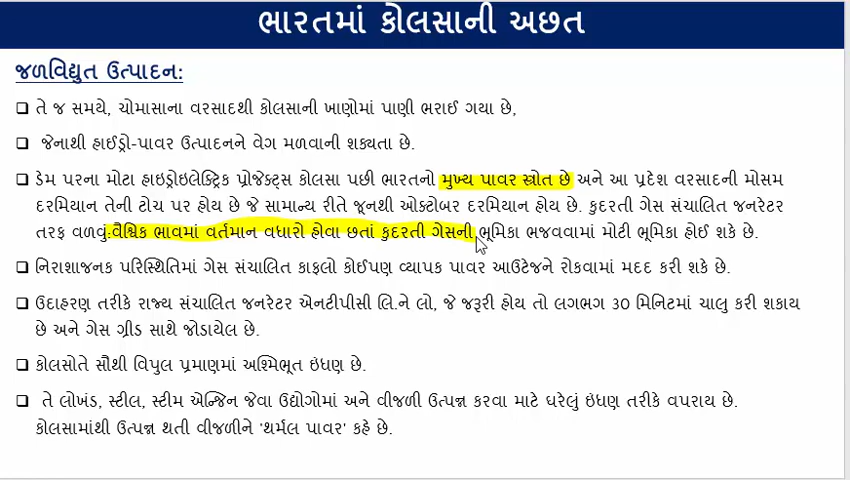 ભારતમાં કોલસાની અછત
જળવિદ્યુત ઉત્પાદન:
❑ તે જ સમયે, ચોમાસાના વરસાદથી કોલસાની ખાણોમાં પાણી ભરાઈ ગયા છે,
❑ જેનાથી હાઈડ્રો-પાવર ઉત્પાદનને વેગ મળવાની શક્યતા છે.
❑ ડેમ પરના મોટા હાઇડ્રોઇલેક્ટ્રિક પ્રોજેક્ટ્સ કોલસા પછી ભારતનો મુખ્ય પાવર સ્ત્રોત છે અને આ પ્રદેશ વરસાદની મોસમ
દરમિયાન તેની ટોચ પર હોય છે જે સામાન્ય રીતે જૂનથી ઓક્ટોબર દરમિયાન હોય છે. કુદરતી ગેસ સંચાલિત જનરેટર
તરફ વળવું:વૈશ્વિક ભાવમાં વર્તમાન વધારો હોવા છતાં કુદરતી ગેસની ભૂમિકા ભજવવામાં મોટી ભૂમિકા હોઈ શકે છે.
❑ નિરાશાજનક પરિસ્થિતિમાં ગેસ સંચાલિત કાફલો કોઈપણ વ્યાપક પાવર આઉટેજને રોકવામાં મદદ કરી શકે છે.
❑ ઉદાહરણ તરીકે રાજ્ય સંચાલિત જનરેટર એનટીપીસી લિ.ને લો, જે જરૂરી હોય તો લગભગ 30 મિનિટમાં ચાલુ કરી શકાય
છે અને ગેસ ગ્રીડ સાથે જોડાયેલ છે.
❑ કોલસોતે સૌથી વિપુલ પ્રમાણમાં અશ્મિભૂત ઇંધણ છે.
❑ તે લોખંડ, સ્ટીલ, સ્ટીમ એન્જિન જેવા ઉદ્યોગોમાં અને વીજળી ઉત્પન્ન કરવા માટે ઘરેલું ઇંધણ તરીકે વપરાય છે.
કોલસામાંથી ઉત્પન્ન થતી વીજળીને 'થર્મલ પાવર' કહે છે.